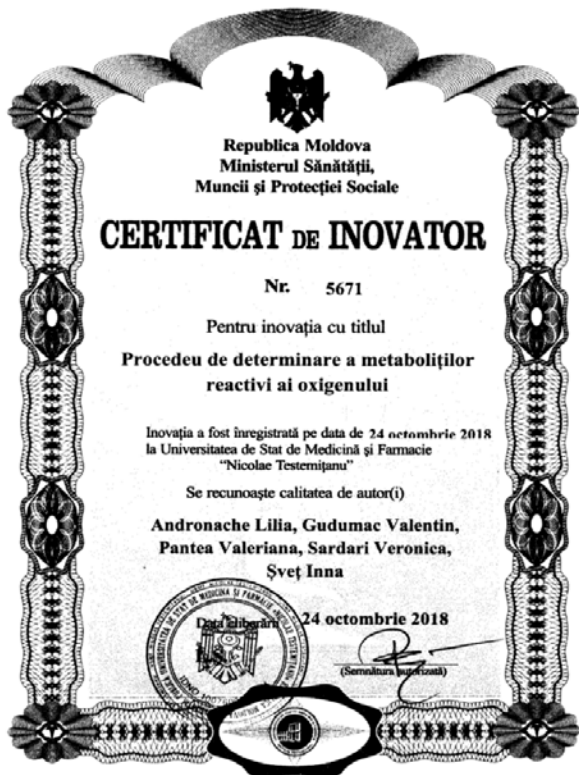 Republica Moldova
Ministerul Sănătății,
Muncii și Protecției Sociale
CERTIFICAT DE INOVATOR
Nr. 5671
Pentru inovația cu titlul
Procedeu de determinare a metaboliților
reactivi ai oxigenului
Inovația a fost înregistrată pe data de 24 octombrie 2018
la Universitatea de Stat de Medicină și Farmacie
"Nicolae Testemițanu"
Se recunoaște calitatea de autor(i)
Andronache Lilia, Gudumac Valentin,
Pantea Valeriana, Sardari Veronica,
Șveț Inna
Data eliberării 24 octombrie 2018
(Semnătura autorizată)